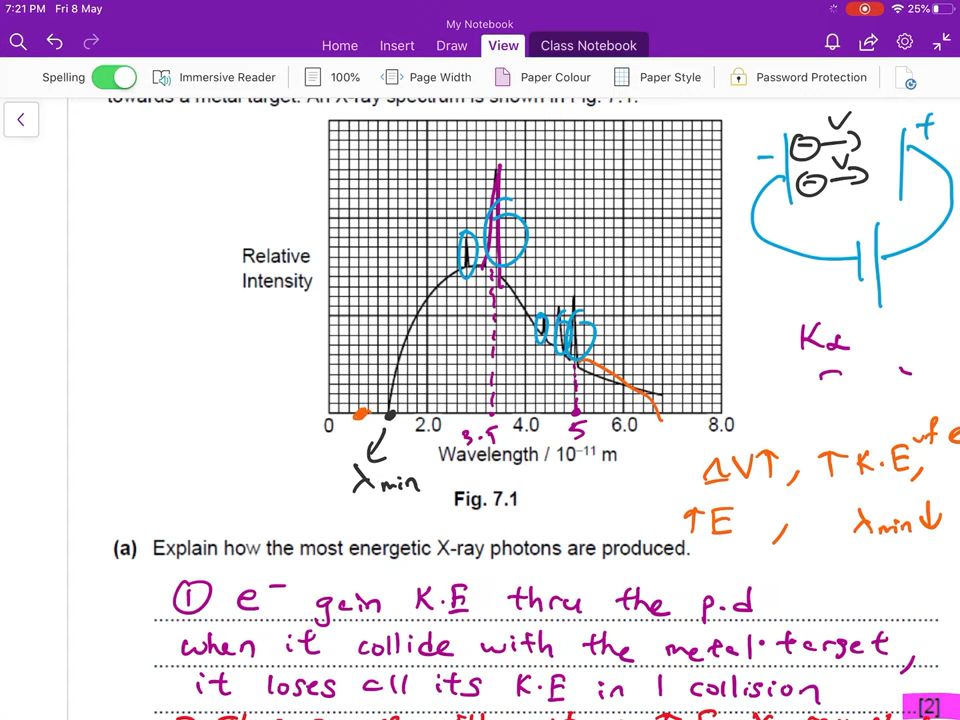 7:21 PM Fri 8 May
25%
My Notebook
Home Insert Draw View Class Notebook
Spelling Immersive Reader 100% Page Width Paper Colour Paper Style Password Protection
towards a metal target. An X-ray spectrum is shown in Fig. 7.1.
V
V
- +
Relative
Intensity
Kα
0 2.0 4.0 6.0 8.0
3.5 5
Wavelength / 10⁻¹¹ m
λmin
Fig. 7.1
ΔV↑, ↑K.E, of e
↑E, λmin↓
(a) Explain how the most energetic X-ray photons are produced.
① e⁻ gain K.E thru the p.d
when it collide with the metal target,
it loses all its K.E in 1 collision
[2]